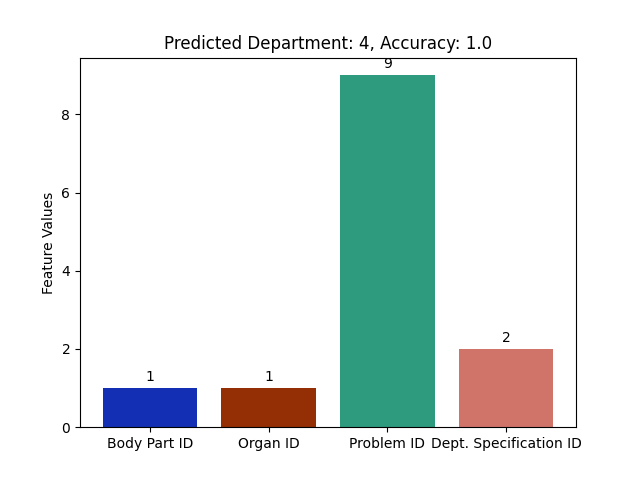 Predicted Department: 4, Accuracy: 1.0
9
8
6
4
2
0
Feature Values
1
1
2
Body Part ID
Organ ID
Problem ID
Dept. Specification ID